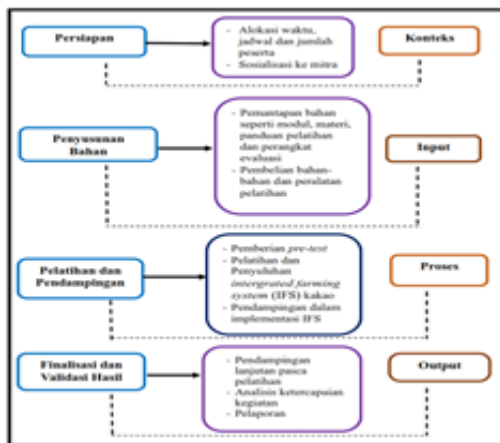 Persiapan
- Alokasi waktu,
jadwal dan jumlah
peserta
- Sosialisasi ke mitra
Konteks
Penyusunan
Bahan
- Pemantapan bahan
seperti modul, materi,
panduan pelatihan
dan perangkat
evaluasi
- Pembelian bahan-
bahan dan peralatan
pelatihan
Input
Pelatihan dan
Pendampingan
- Pemberian pre-test
- Pelatihan dan
Penyuluhan
intergrated farming
system (IFS) kakao
- Pendampingan dalam
implementasi IFS
Proses
Finalisasi dan
Validasi Hasil
- Pendampingan
lanjutan pasca
pelatihan
- Analisis ketercapaian
kegiatan
- Pelaporan
Output